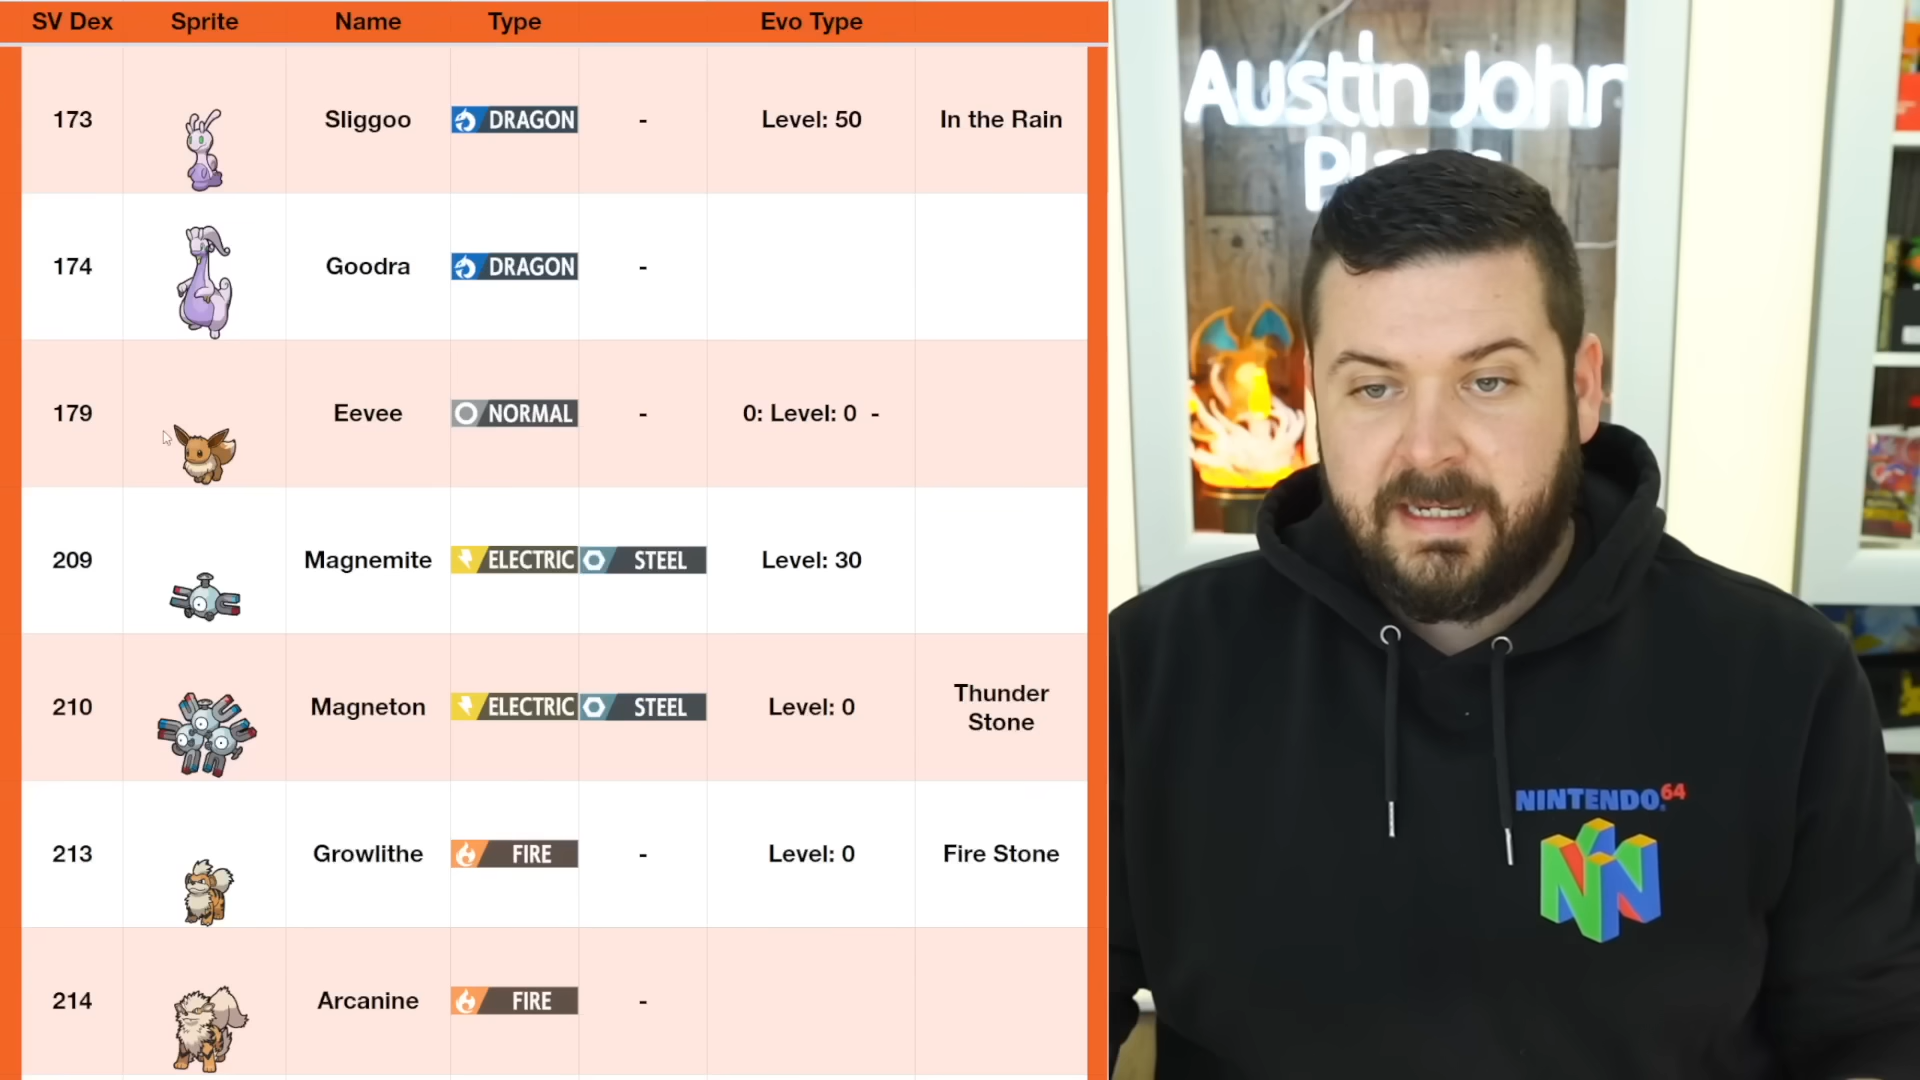 SV Dex Sprite Name Type Evo Type
173 Sliggoo DRAGON - Level: 50 In the Rain
174 Goodra DRAGON -
179 Eevee NORMAL - 0: Level: 0 -
209 Magnemite ELECTRIC STEEL Level: 30
210 Magneton ELECTRIC STEEL Level: 0 Thunder
Stone
213 Growlithe FIRE - Level: 0 Fire Stone
214 Arcanine FIRE -
Austin John
NINTENDO 64